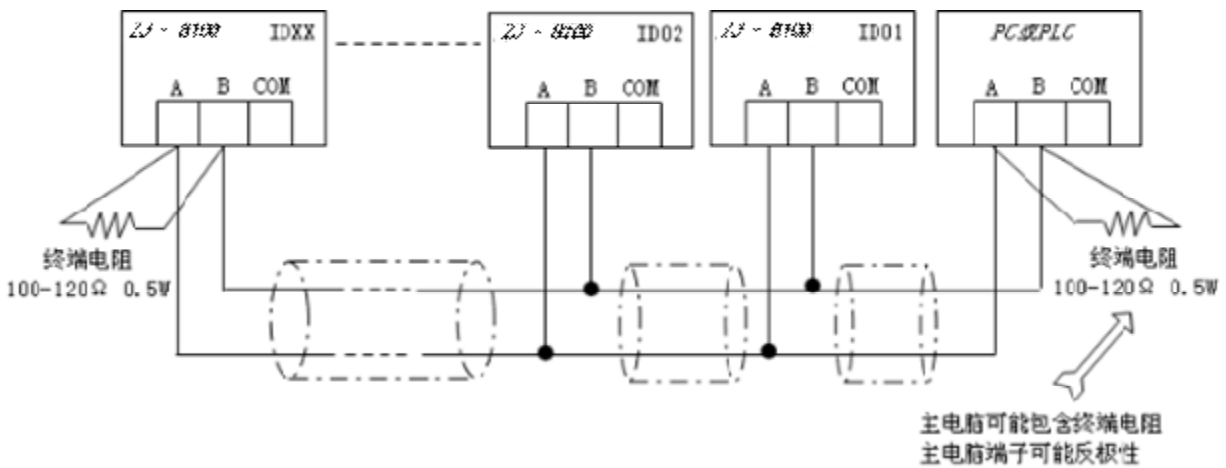 IDXX
ID02
ID01
PC或PLC
A B COM
A B COM
A B COM
A B COM
终端电阻
100-120Ω 0.5W
终端电阻
100-120Ω 0.5W
主电脑可能包含终端电阻
主电脑端子可能反极性